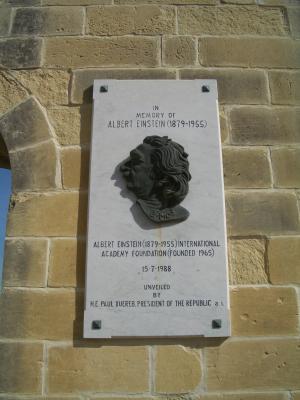 IN
MEMORY OF
ALBERT EINSTEIN (1879-1955)
ALBERT EINSTEIN (1879-1955) INTERNATIONAL
ACADEMY FOUNDATION (FOUNDED 1965)
15·7·1988
UNVEILED
BY
H.E. PAUL XUEREB, PRESIDENT OF THE REPUBLIC a.i.